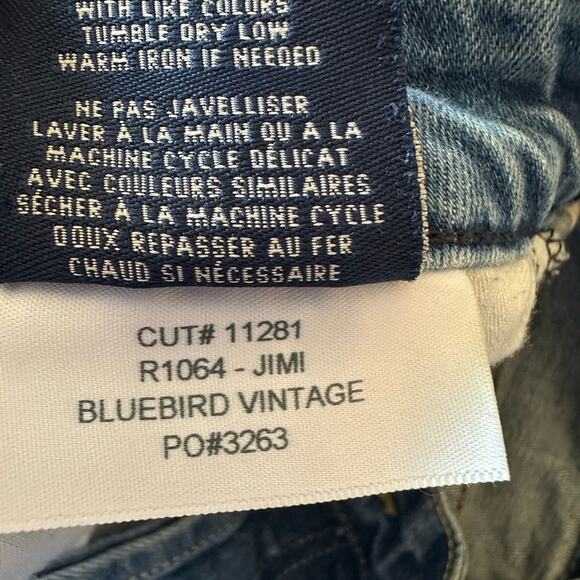 WITH LIKE COLORS
TUMBLE DRY LOW
WARM IRON IF NEEDED
NE PAS JAVELLISER
LAVER À LA MAIN OU À LA
MACHINE CYCLE DÉLICAT
AVEC COULEURS SIMILAIRES
SÉCHER À LA MACHINE CYCLE
DOUX REPASSER AU FER
CHAUD SI NÉCESSAIRE
CUT# 11281
R1064 - JIMI
BLUEBIRD VINTAGE
PO#3263